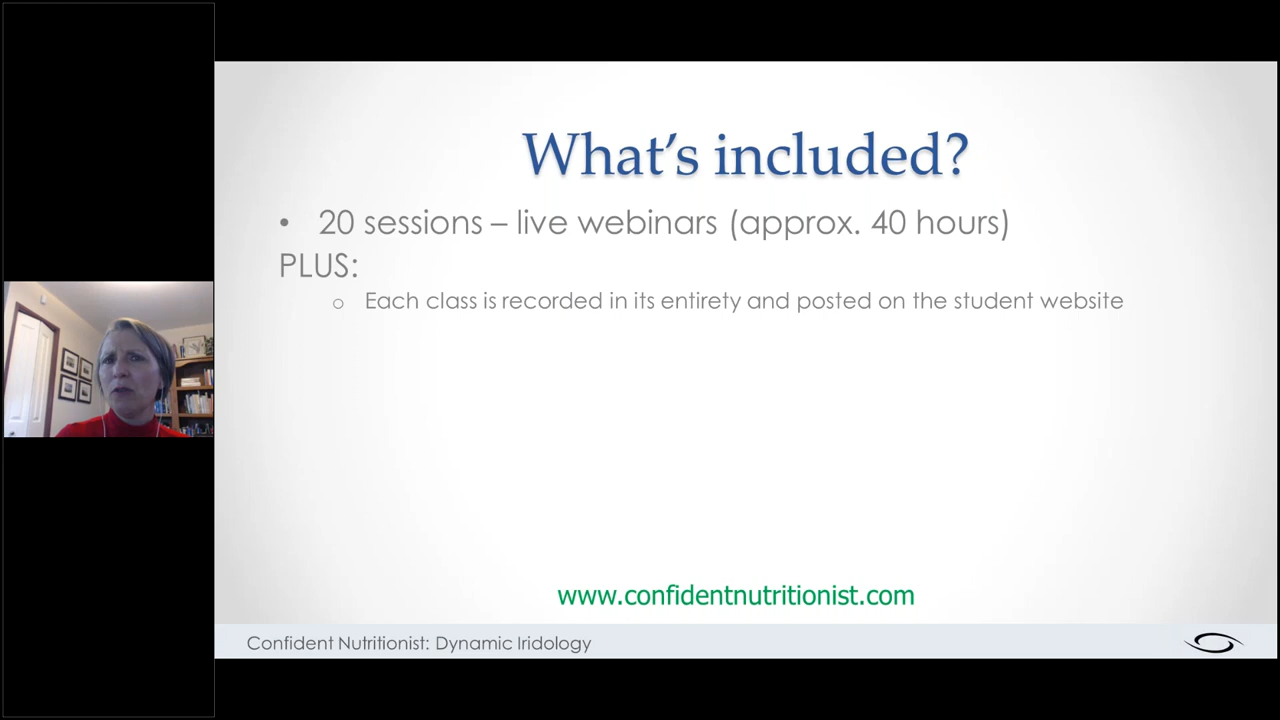 What's included?
• 20 sessions – live webinars (approx. 40 hours)
PLUS:
o Each class is recorded in its entirety and posted on the student website
www.confidentnutritionist.com
Confident Nutritionist: Dynamic Iridology